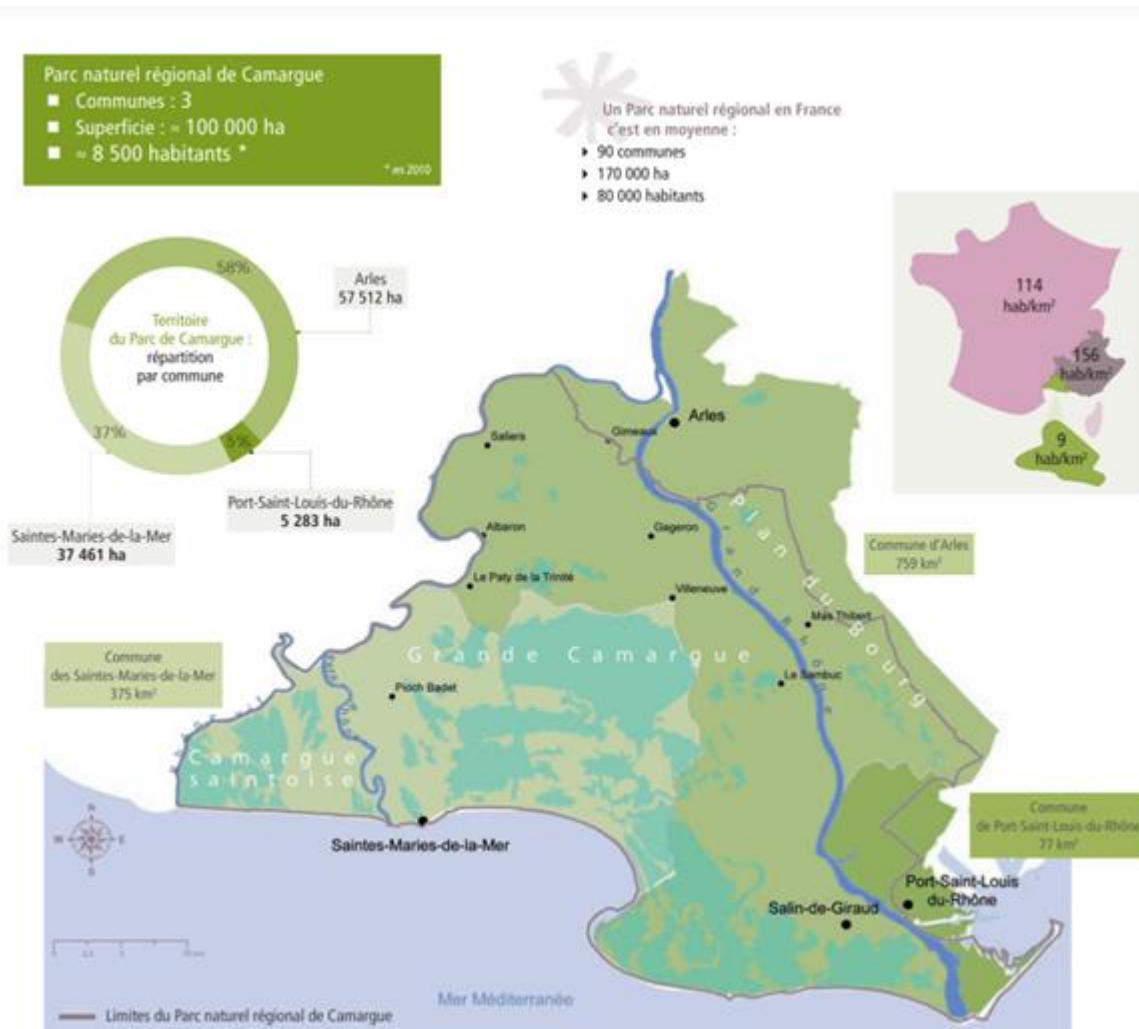 Parc naturel régional de Camargue
Communes : 3
Superficie : ≈ 100 000 ha
≈ 8 500 habitants *
* en 2010
Un Parc naturel régional en France
c'est en moyenne :
90 communes
170 000 ha
80 000 habitants
114
hab/km²
156
hab/km²
9
hab/km²
58%
37%
5%
Territoire
du Parc de Camargue :
répartition
par commune
Arles
57 512 ha
Port-Saint-Louis-du-Rhône
5 283 ha
Saintes-Maries-de-la-Mer
37 461 ha
Arles
Gimeaux
Saliers
Albaron
Gageron
Le Paty de la Trinité
Villeneuve
Mas Thibert
Le Sambuc
Pioch Badet
Plan du Bourg
Grand Rhône
Grande Camargue
Camargue
saintoise
Commune d'Arles
759 km²
Commune
des Saintes-Maries-de-la-Mer
375 km²
Commune
de Port-Saint-Louis-du-Rhône
77 km²
Saintes-Maries-de-la-Mer
Port-Saint-Louis
du-Rhône
Salin-de-Giraud
N
W
E
S
Mer Méditerranée
Limites du Parc naturel régional de Camargue